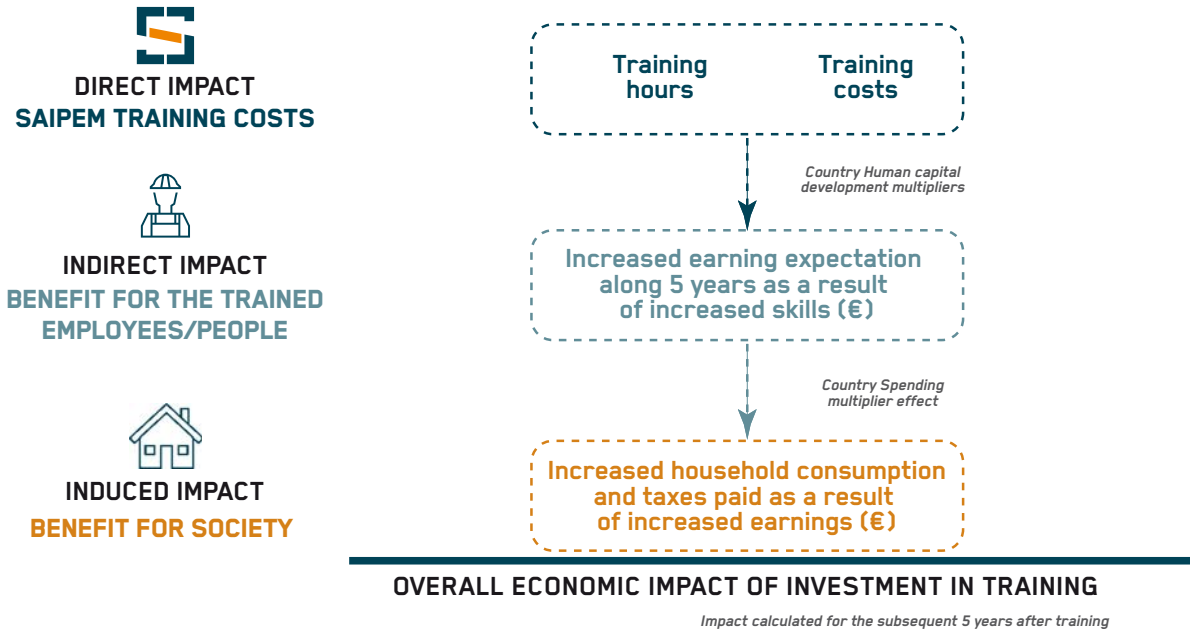 DIRECT IMPACT
SAIPEM TRAINING COSTS
Training
hours
Training
costs
Country Human capital
development multipliers
INDIRECT IMPACT
BENEFIT FOR THE TRAINED
EMPLOYEES/PEOPLE
Increased earning expectation
along 5 years as a result
of increased skills (€)
Country Spending
multiplier effect
INDUCED IMPACT
BENEFIT FOR SOCIETY
Increased household consumption
and taxes paid as a result
of increased earnings (€)
OVERALL ECONOMIC IMPACT OF INVESTMENT IN TRAINING
Impact calculated for the subsequent 5 years after training